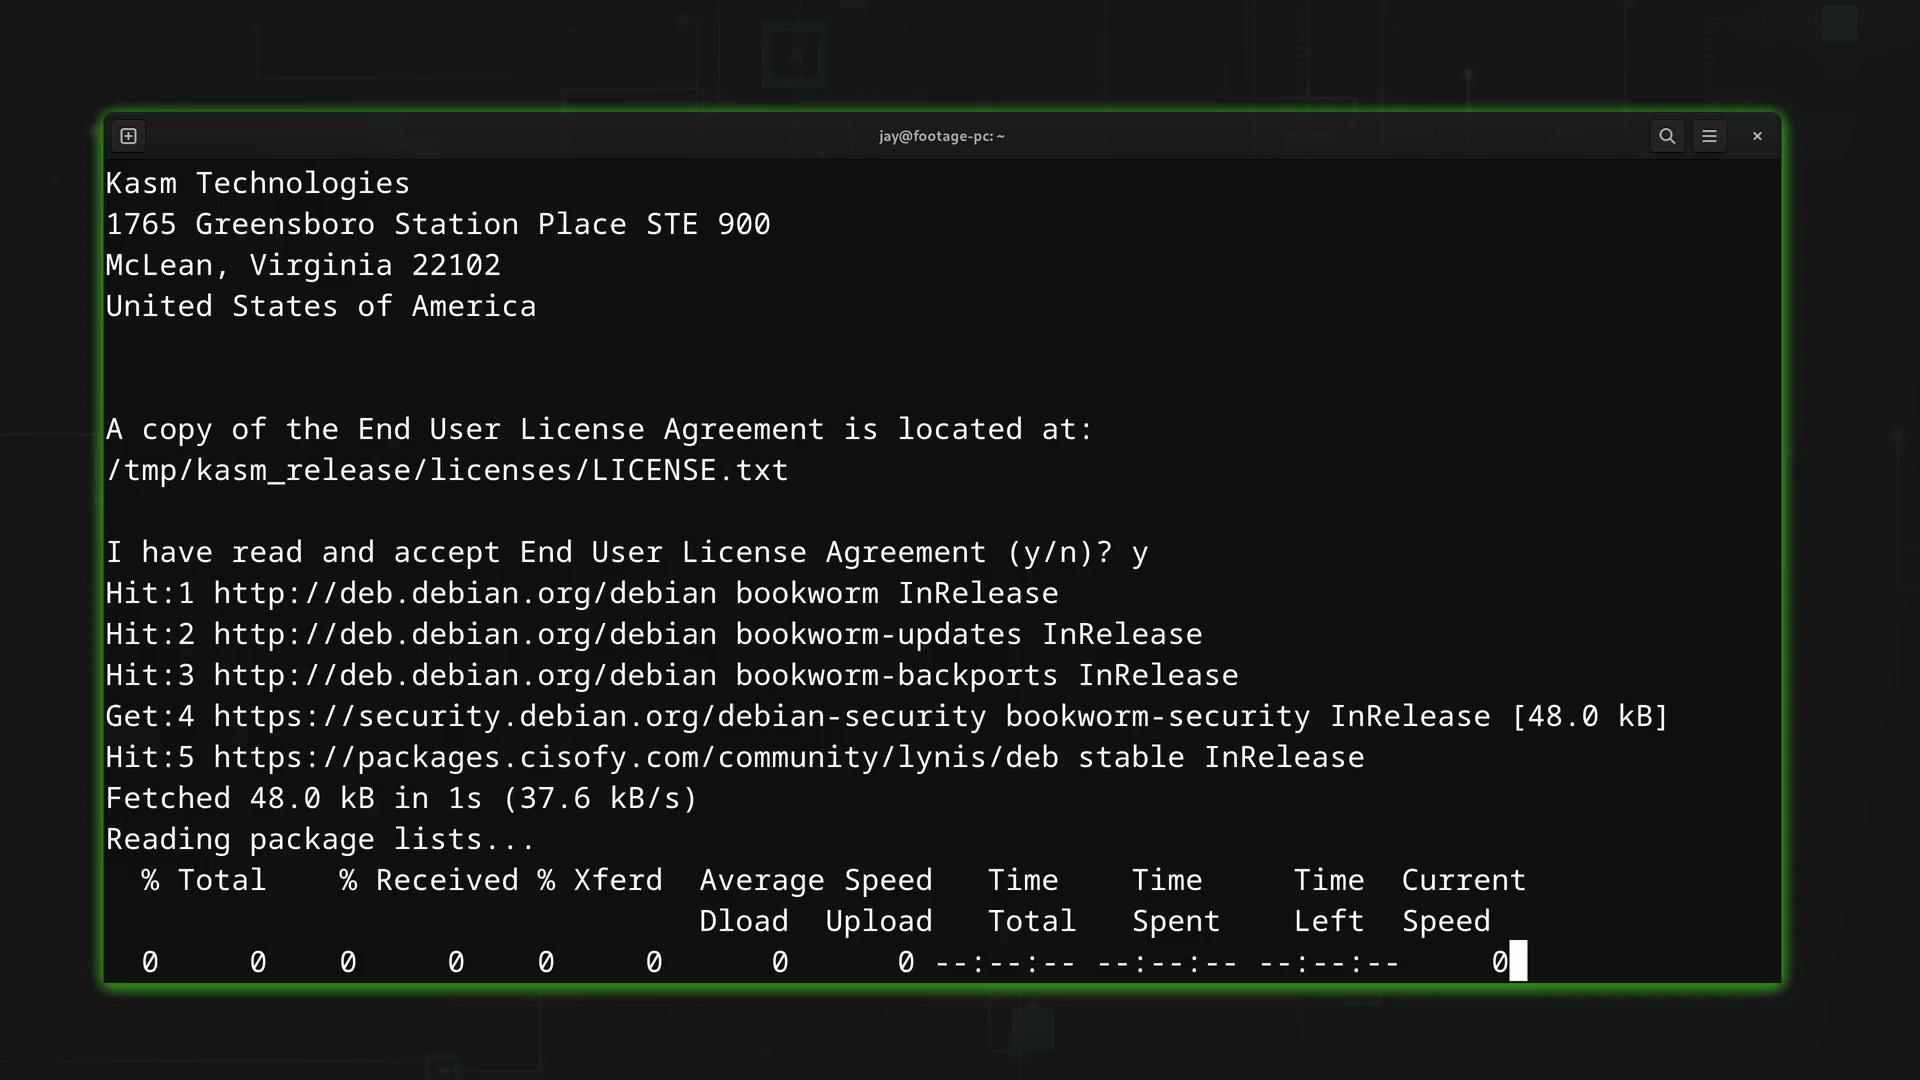 jay@footage-pc: ~
Kasm Technologies
1765 Greensboro Station Place STE 900
McLean, Virginia 22102
United States of America
A copy of the End User License Agreement is located at:
/tmp/kasm_release/licenses/LICENSE.txt
I have read and accept End User License Agreement (y/n)? y
Hit:1 http://deb.debian.org/debian bookworm InRelease
Hit:2 http://deb.debian.org/debian bookworm-updates InRelease
Hit:3 http://deb.debian.org/debian bookworm-backports InRelease
Get:4 https://security.debian.org/debian-security bookworm-security InRelease [48.0 kB]
Hit:5 https://packages.cisofy.com/community/lynis/deb stable InRelease
Fetched 48.0 kB in 1s (37.6 kB/s)
Reading package lists...
% Total % Received % Xferd Average Speed Time Time Time Current
Dload Upload Total Spent Left Speed
0 0 0 0 0 0 0 0 --:--:-- --:--:-- --:--:-- 0